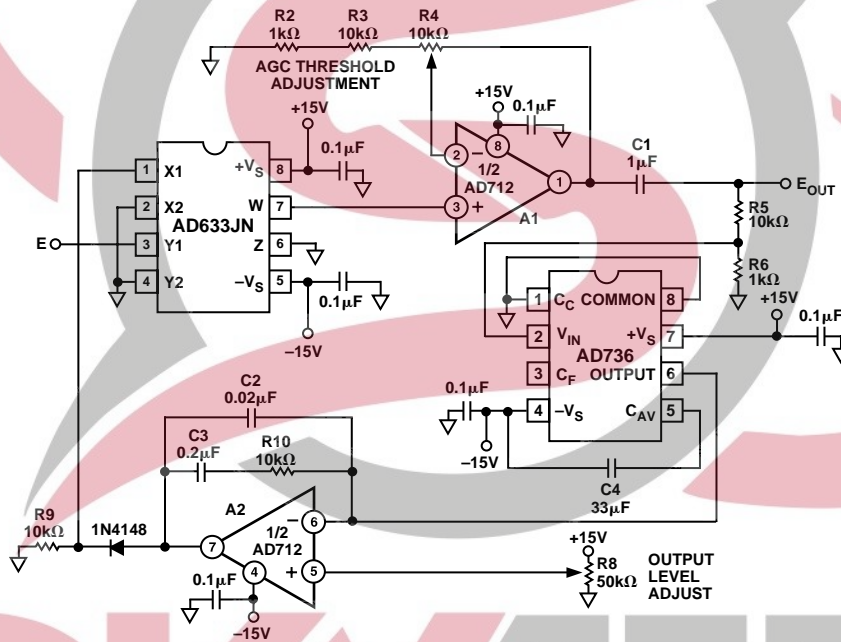 R2
1kΩ
R3
10kΩ
R4
10kΩ
AGC THRESHOLD
ADJUSTMENT
+15V
0.1µF
+15V
0.1µF
C1
1µF
1 X1
+VS 8
2 X2
W 7
AD633JN
3 Y1
Z 6
4 Y2
–VS 5
E
0.1µF
–15V
2 –
8
1/2
AD712
3 +
1
A1
EOUT
R5
10kΩ
R6
1kΩ
+15V
0.1µF
1 CC COMMON 8
2 VIN
+VS 7
AD736
3 CF OUTPUT 6
4 –VS
CAV 5
0.1µF
–15V
C4
33µF
C2
0.02µF
C3
0.2µF
R10
10kΩ
A2
R9
10kΩ
1N4148
7
1/2
AD712
– 6
+ 5
4
0.1µF
–15V
+15V
R8
50kΩ
OUTPUT
LEVEL
ADJUST